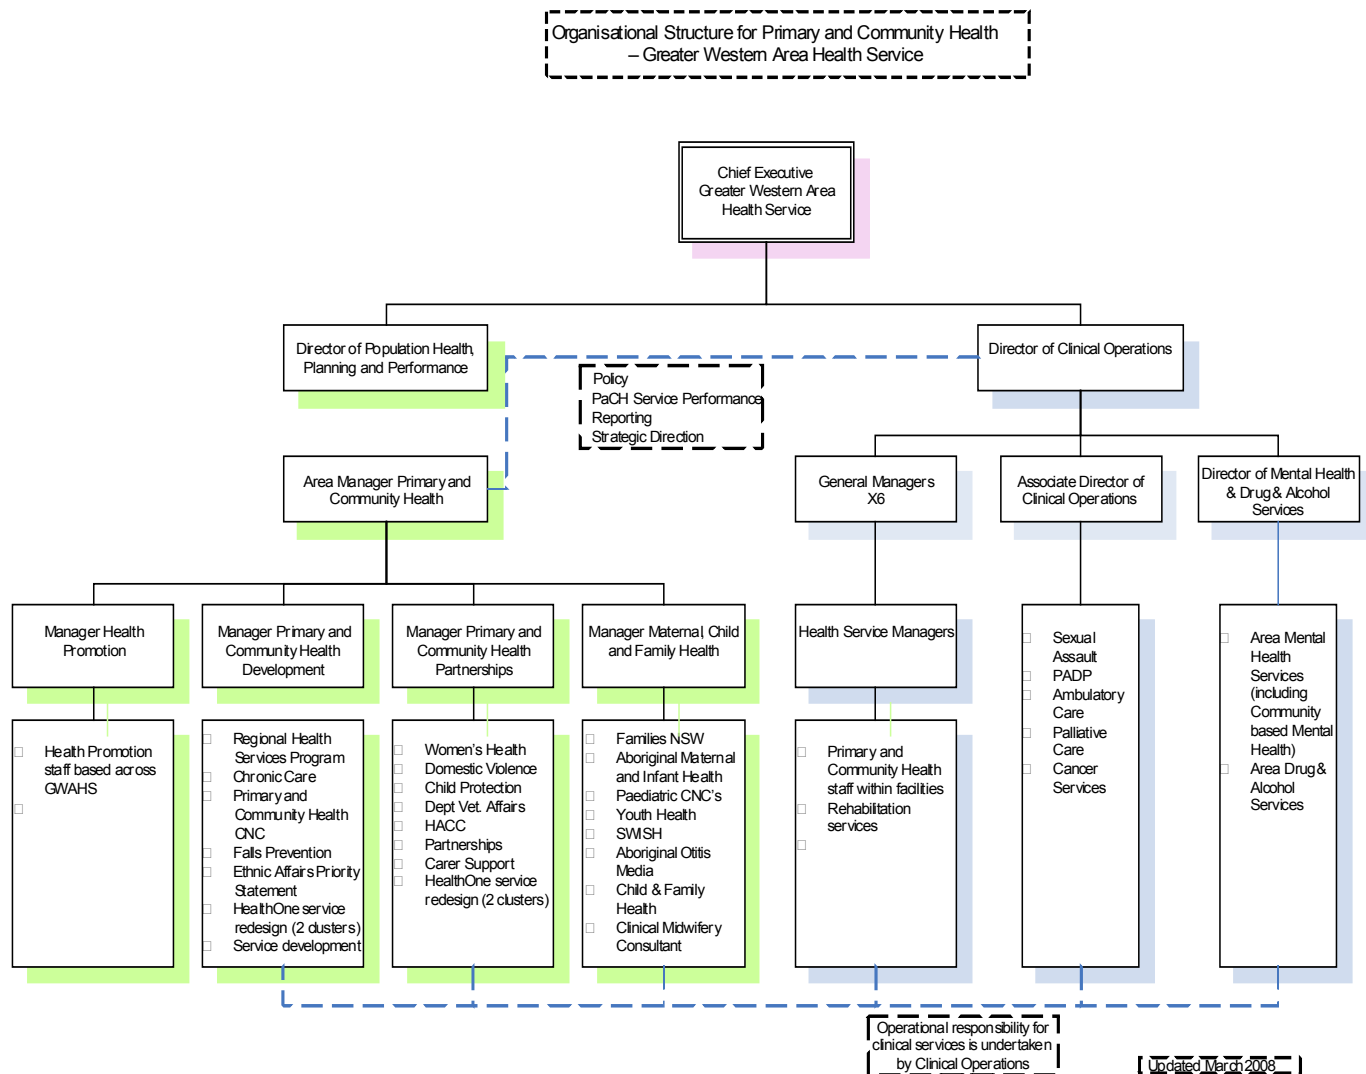 Organisational Structure for Primary and Community Health
– Greater Western Area Health Service
Chief Executive
Greater Western Area
Health Service
Director of Population Health,
Planning and Performance
Director of Clinical Operations
Policy
PaCH Service Performance
Reporting
Strategic Direction
Area Manager Primary and
Community Health
General Managers
X6
Associate Director of
Clinical Operations
Director of Mental Health
& Drug & Alcohol
Services
Manager Health
Promotion
Manager Primary and
Community Health
Development
Manager Primary and
Community Health
Partnerships
Manager Maternal, Child
and Family Health
Health Service Managers
Health Promotion
staff based across
GWAHS
Regional Health
Services Program
Chronic Care
Primary and
Community Health
CNC
Falls Prevention
Ethnic Affairs Priority
Statement
HealthOne service
redesign (2 clusters)
Service development
Women's Health
Domestic Violence
Child Protection
Dept Vet. Affairs
HACC
Partnerships
Carer Support
HealthOne service
redesign (2 clusters)
Families NSW
Aboriginal Maternal
and Infant Health
Paediatric CNC's
Youth Health
SWISH
Aboriginal Otitis
Media
Child & Family
Health
Clinical Midwifery
Consultant
Primary and
Community Health
staff within facilities
Rehabilitation
services
Sexual
Assault
PADP
Ambulatory
Care
Palliative
Care
Cancer
Services
Area Mental
Health
Services
(including
Community
based Mental
Health)
Area Drug &
Alcohol
Services
Operational responsibility for
clinical services is undertaken
by Clinical Operations
Updated March 2008